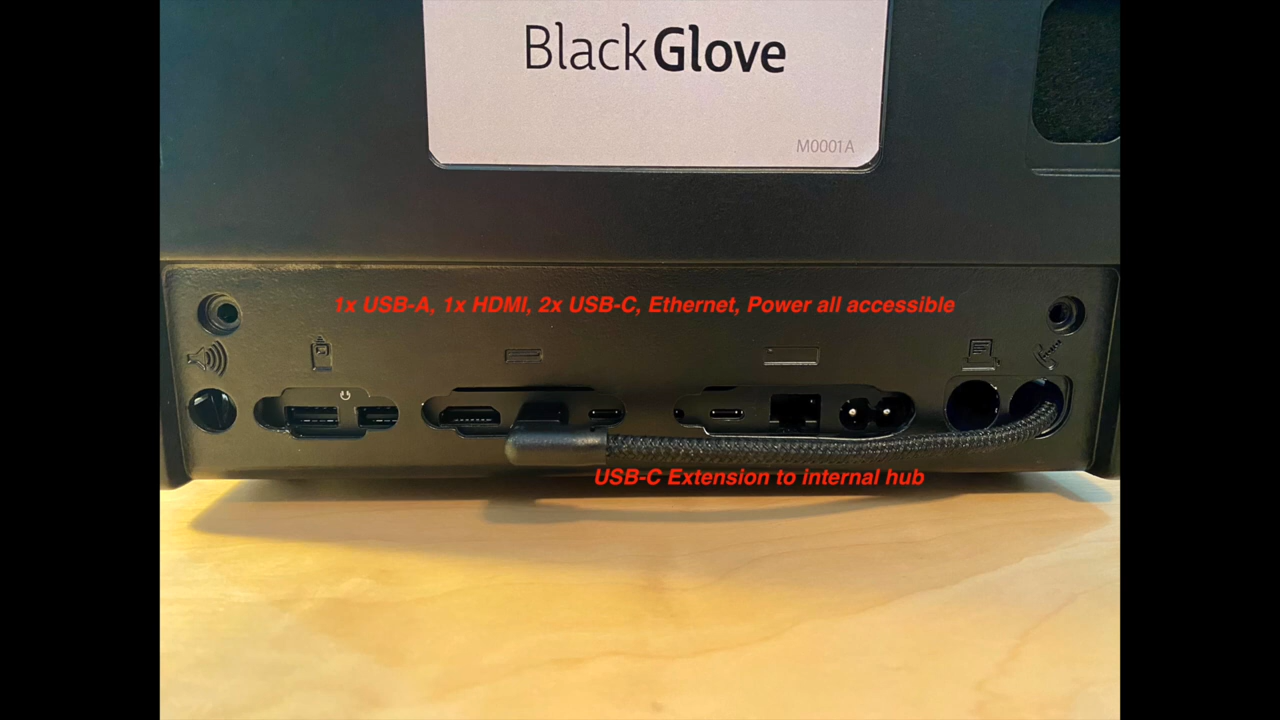 BlackGlove
M0001A
1x USB-A, 1x HDMI, 2x USB-C, Ethernet, Power all accessible
USB-C Extension to internal hub